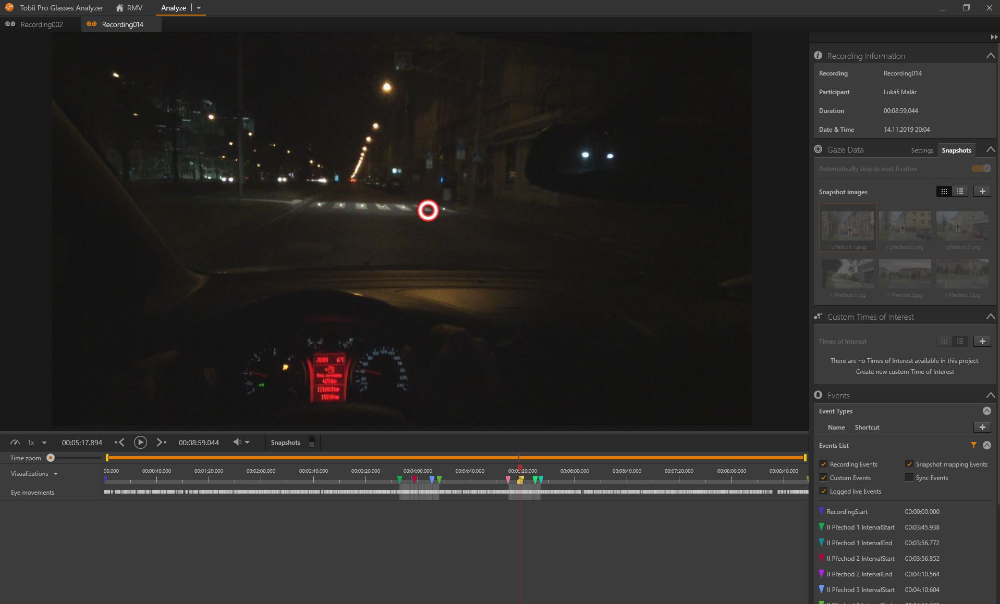 Tobii Pro Glasses Analyzer RMV Analyze
Recording002 Recording014
Recording Information
Recording Recording014
Participant Lukáš Malár
Duration 00:08:59,044
Date & Time 14.11.2019 20:04
Gaze Data Settings Snapshots
Automatically step to next fixation
Snapshot images
I přechod 1.png I přechod 2.png I přechod 3.png
II Přechod 1.jpg II Přechod 2.jpg II Přechod 3.jpg
Custom Times of Interest
Times of Interest
There are no Times of Interest available in this project.
Create new custom Time of Interest
Events
Event Types
Name Shortcut
Events List
Recording Events Snapshot mapping Events
Custom Events Sync Events
Logged live Events
RecordingStart 00:00:00.000
II Přechod 1 IntervalStart 00:03:45.938
II Přechod 1 IntervalEnd 00:03:56.772
II Přechod 2 IntervalStart 00:03:56.852
II Přechod 2 IntervalEnd 00:04:10.564
II Přechod 3 IntervalStart 00:04:10.604
6°C
1x 00:05:17.894 00:08:59.044 Snapshots
Time zoom
Visualizations 00.000 00:00:40.000 00:01:20.000 00:02:00.000 00:02:40.000 00:03:20.000 00:04:00.000 00:04:40.000 00:05:20.000 00:06:00.000 00:06:40.000 00:07:20.000 00:08:00.000 00:08:40.000
Eye movements